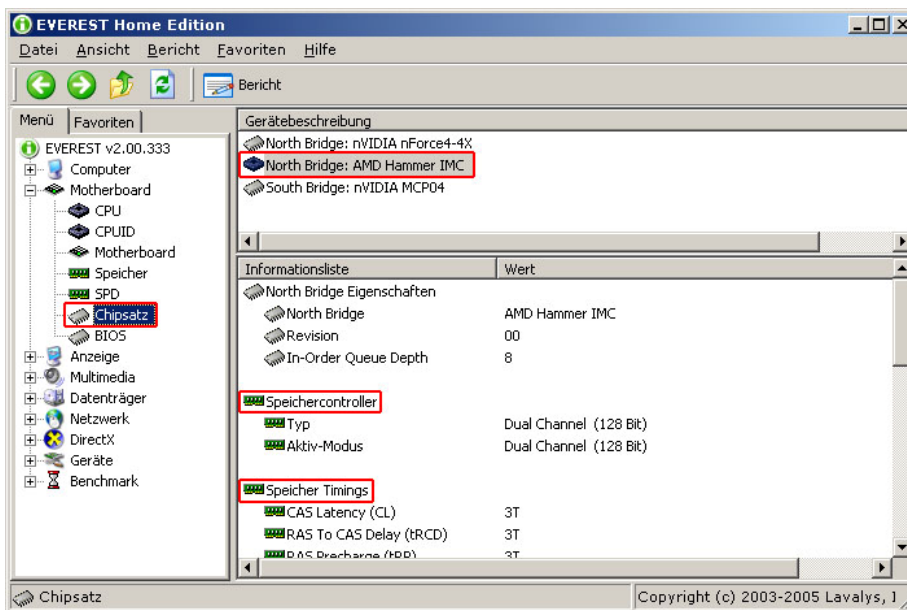 EVEREST Home Edition
Datei Ansicht Bericht Favoriten Hilfe
Bericht
Menü Favoriten
EVEREST v2.00.333
Computer
Motherboard
CPU
CPUID
Motherboard
Speicher
SPD
Chipsatz
BIOS
Anzeige
Multimedia
Datenträger
Netzwerk
DirectX
Geräte
Benchmark
Gerätebeschreibung
North Bridge: nVIDIA nForce4-4X
North Bridge: AMD Hammer IMC
South Bridge: nVIDIA MCP04
Informationsliste Wert
North Bridge Eigenschaften
North Bridge AMD Hammer IMC
Revision 00
In-Order Queue Depth 8
Speichercontroller
Typ Dual Channel (128 Bit)
Aktiv-Modus Dual Channel (128 Bit)
Speicher Timings
CAS Latency (CL) 3T
RAS To CAS Delay (tRCD) 3T
RAS Precharge (tRP) 3T
Chipsatz
Copyright (c) 2003-2005 Lavalys, I